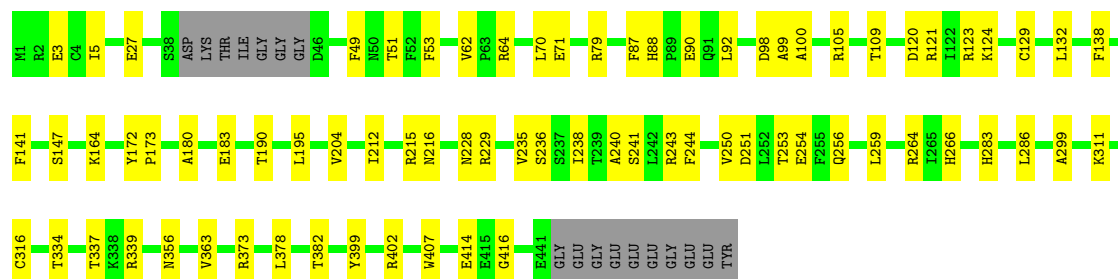 M1 R2 E3 C4 I5 E27 S38 ASP LYS THR ILE GLY GLY GLY D46 F49 N50 T51 F52 F53 V62 P63 R64 L70 E71 R79 F87 H88 P89 E90 Q91 L92 D98 A99 A100 R105 T109 D120 R121 I122 R123 K124 C129 L132 F138
F141 S147 K164 Y172 P173 A180 E183 T190 L195 V204 I212 R215 N216 N228 R229 V235 S236 S237 I238 T239 A240 S241 L242 R243 F244 V250 D251 L252 T253 E254 F255 Q256 L259 R264 I265 H266 H283 L286 A299 K311
C316 T334 T337 K338 R339 N356 V363 R373 L378 T382 Y399 R402 W407 E414 E415 G416 E441 GLY GLU GLU GLY GLU GLU GLU GLY GLU GLU TYR